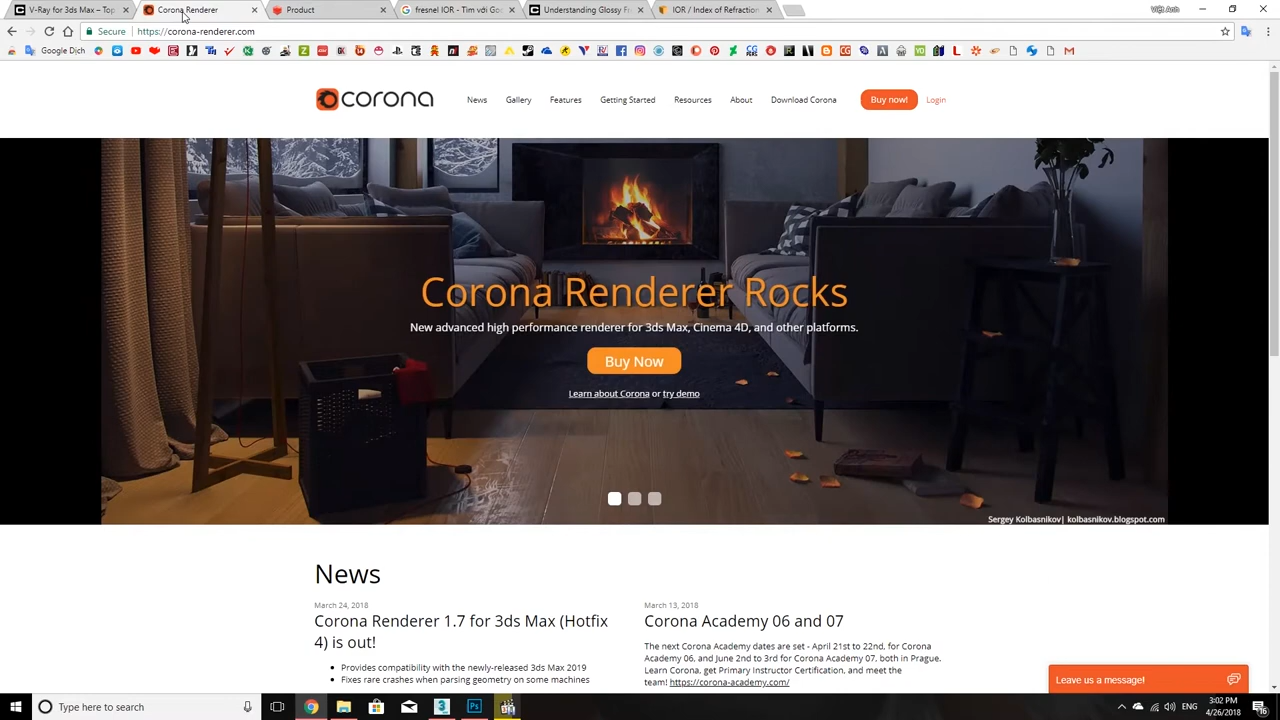 V-Ray for 3ds Max – Top
Corona Renderer
Product
fresnel IOR - Tìm với Goo
Understanding Glossy Fr
IOR / Index of Refraction
Việt Anh
Secure
https://corona-renderer.com
Google Dịch
corona
News
Gallery
Features
Getting Started
Resources
About
Download Corona
Buy now!
Login
Corona Renderer Rocks
New advanced high performance renderer for 3ds Max, Cinema 4D, and other platforms.
Buy Now
Learn about Corona or try demo
Sergey Kolbasnikov| kolbasnikov.blogspot.com
News
March 24, 2018
Corona Renderer 1.7 for 3ds Max (Hotfix
4) is out!
Provides compatibility with the newly-released 3ds Max 2019
Fixes rare crashes when parsing geometry on some machines
March 13, 2018
Corona Academy 06 and 07
The next Corona Academy dates are set - April 21st to 22nd, for Corona
Academy 06, and June 2nd to 3rd for Corona Academy 07, both in Prague.
Learn Corona, get Primary Instructor Certification, and meet the
team! https://corona-academy.com/
Leave us a message!
Type here to search
ENG
3:02 PM
4/26/2018